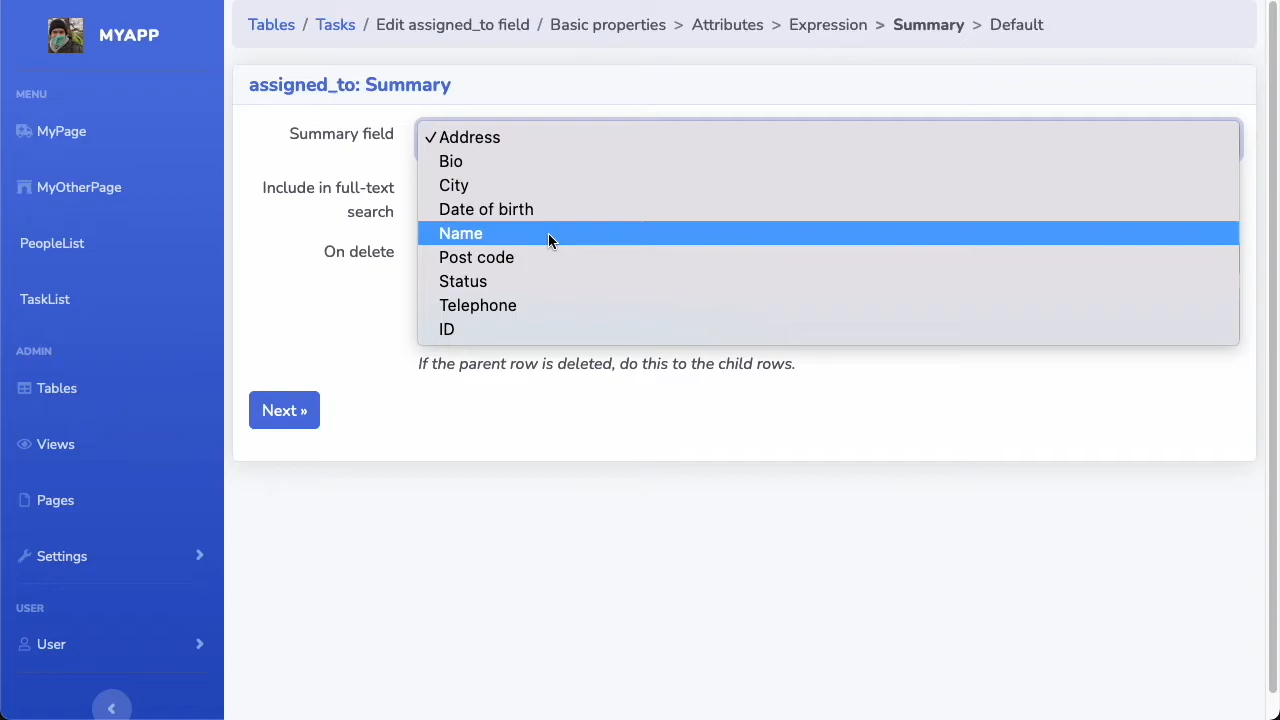 MYAPP
MENU
MyPage
MyOtherPage
PeopleList
TaskList
ADMIN
Tables
Views
Pages
Settings
USER
User
Tables / Tasks / Edit assigned_to field / Basic properties > Attributes > Expression > Summary > Default
assigned_to: Summary
Summary field
✓ Address
Bio
City
Date of birth
Name
Post code
Status
Telephone
ID
Include in full-text
search
On delete
If the parent row is deleted, do this to the child rows.
Next »